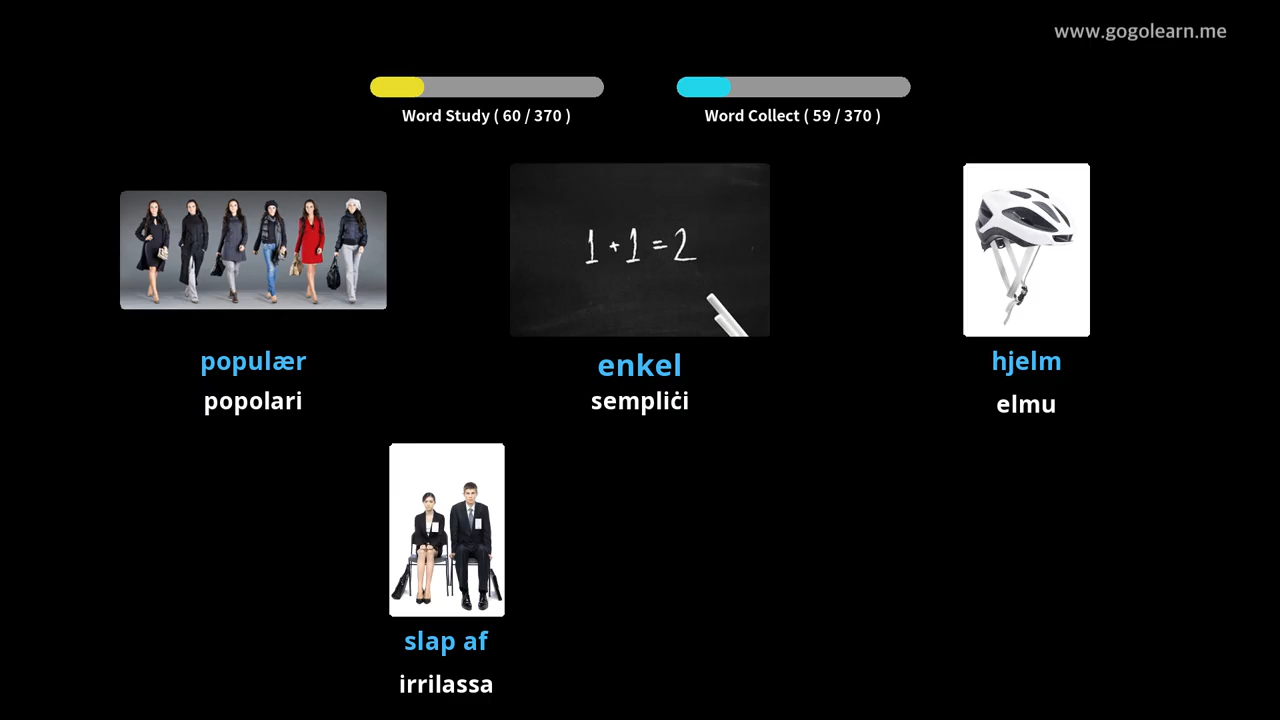 www.gogolearn.me
Word Study ( 60 / 370 )
Word Collect ( 59 / 370 )
1 + 1 = 2
populær
enkel
hjelm
popolari
sempliċi
elmu
slap af
irrilassa